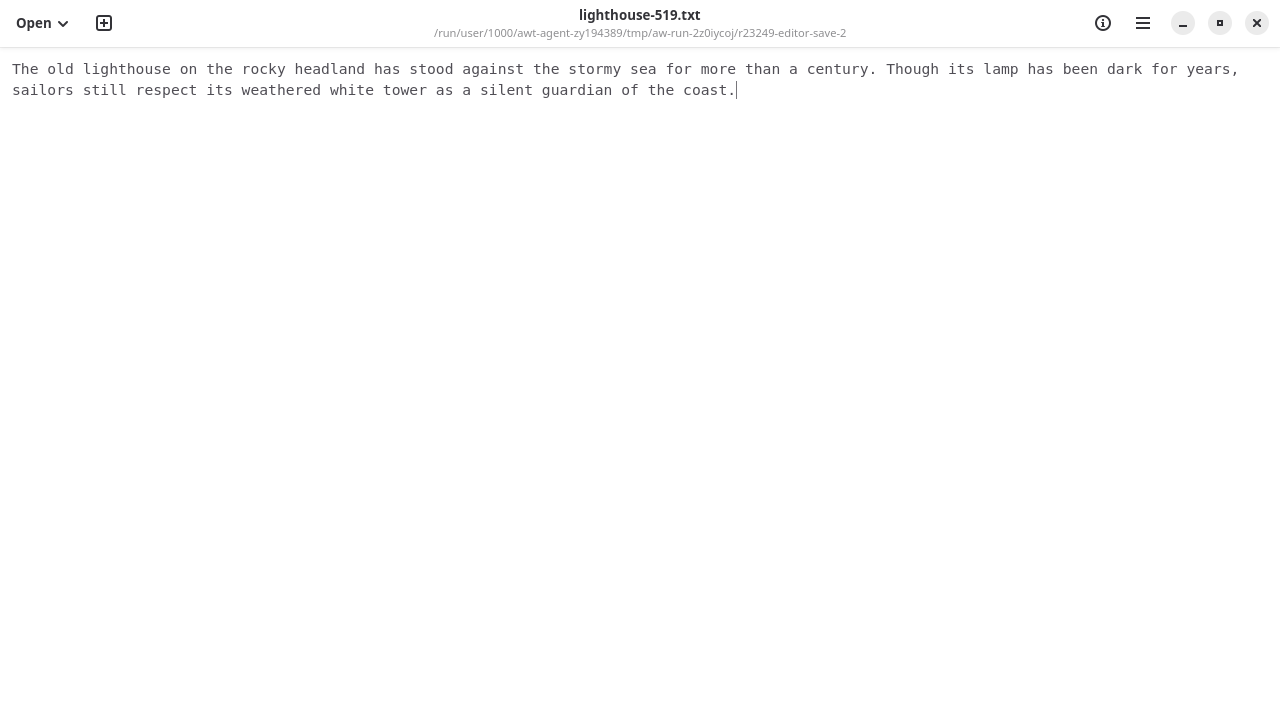 Open
lighthouse-519.txt
/run/user/1000/awt-agent-zy194389/tmp/aw-run-2z0iycoj/r23249-editor-save-2
The old lighthouse on the rocky headland has stood against the stormy sea for more than a century. Though its lamp has been dark for years,
sailors still respect its weathered white tower as a silent guardian of the coast.